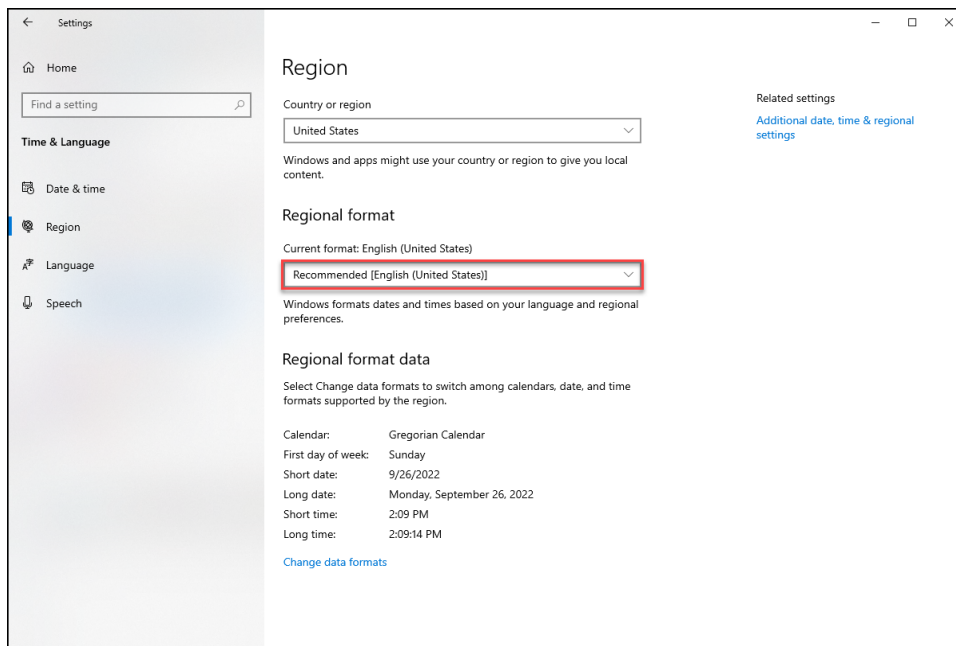 Settings
Home
Find a setting
Time & Language
Date & time
Region
Language
Speech
Region
Country or region
United States
Windows and apps might use your country or region to give you local
content.
Regional format
Current format: English (United States)
Recommended [English (United States)]
Windows formats dates and times based on your language and regional
preferences.
Regional format data
Select Change data formats to switch among calendars, date, and time
formats supported by the region.
Calendar: Gregorian Calendar
First day of week: Sunday
Short date: 9/26/2022
Long date: Monday, September 26, 2022
Short time: 2:09 PM
Long time: 2:09:14 PM
Change data formats
Related settings
Additional date, time & regional
settings